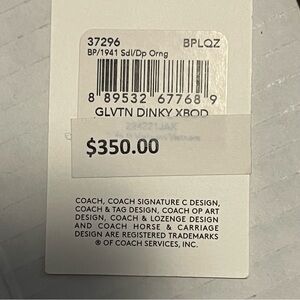 37296 BPLQZ
BP/1941 Sdl/Dp Orng
8 89532 67768 9
GLVTN DINKY XBOD
$350.00
COACH, COACH SIGNATURE C DESIGN,
COACH & TAG DESIGN, COACH OP ART
DESIGN, COACH & LOZENGE DESIGN
AND COACH HORSE & CARRIAGE
DESIGN ARE REGISTERED TRADEMARKS
® OF COACH SERVICES, INC.